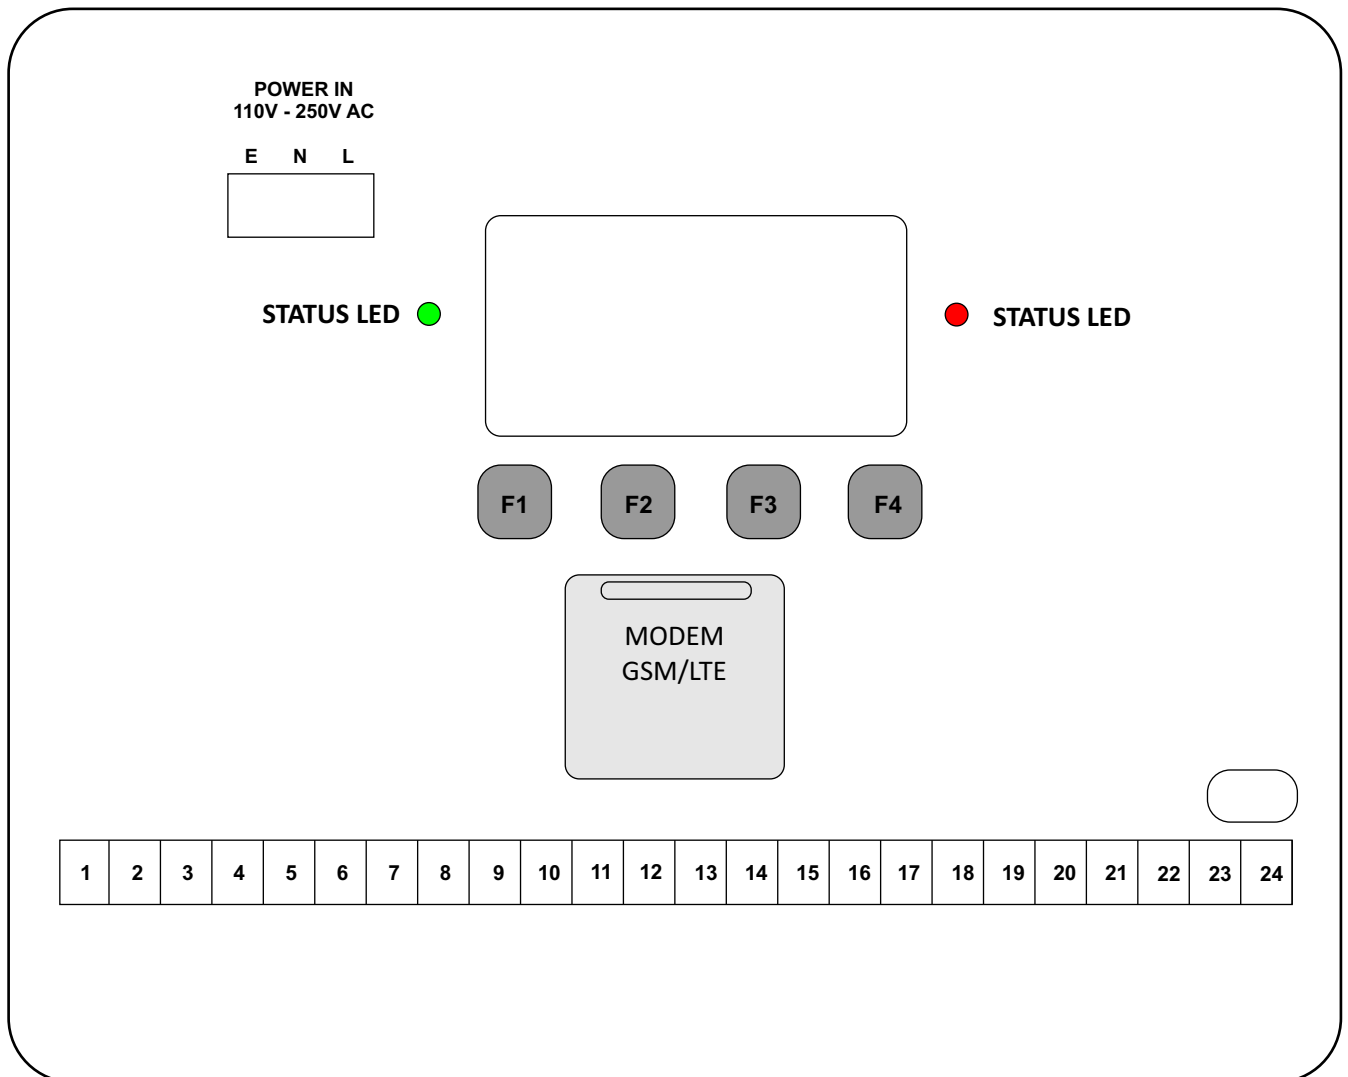 POWER IN
110V - 250V AC
E N L
STATUS LED
STATUS LED
F1 F2 F3 F4
MODEM
GSM/LTE
1 2 3 4 5 6 7 8 9 10 11 12 13 14 15 16 17 18 19 20 21 22 23 24